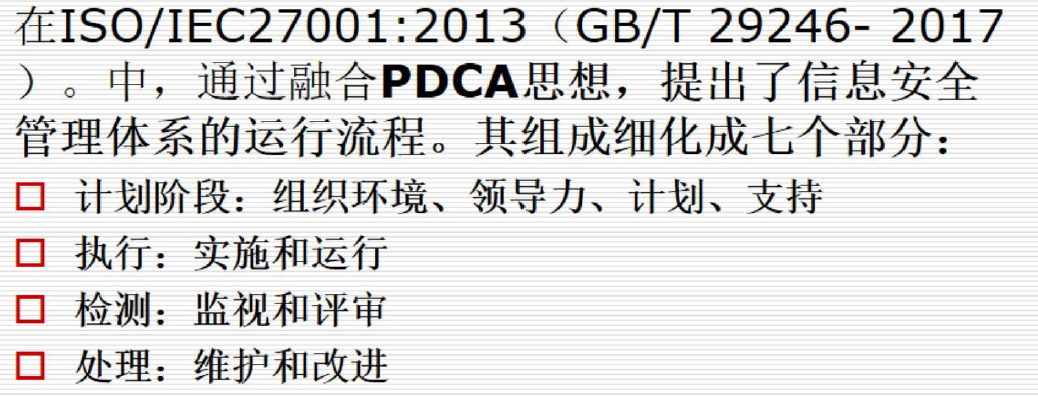 在ISO/IEC27001:2013（GB/T 29246- 2017
）。中，通过融合PDCA思想，提出了信息安全
管理体系的运行流程。其组成细化成七个部分：
计划阶段：组织环境、领导力、计划、支持
执行：实施和运行
检测：监视和评审
处理：维护和改进